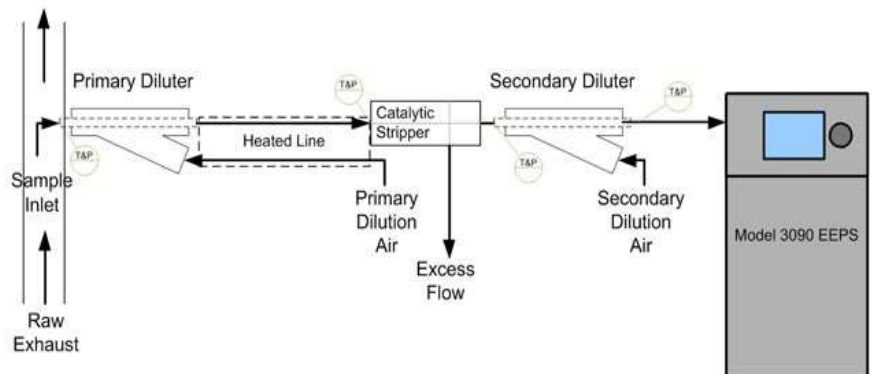 Primary Diluter
Secondary Diluter
T&P
T&P
Catalytic
Stripper
Heated Line
T&P
T&P
Sample
Inlet
Primary
Dilution
Air
Secondary
Dilution
Air
Model 3090 EEPS
Excess
Flow
Raw
Exhaust